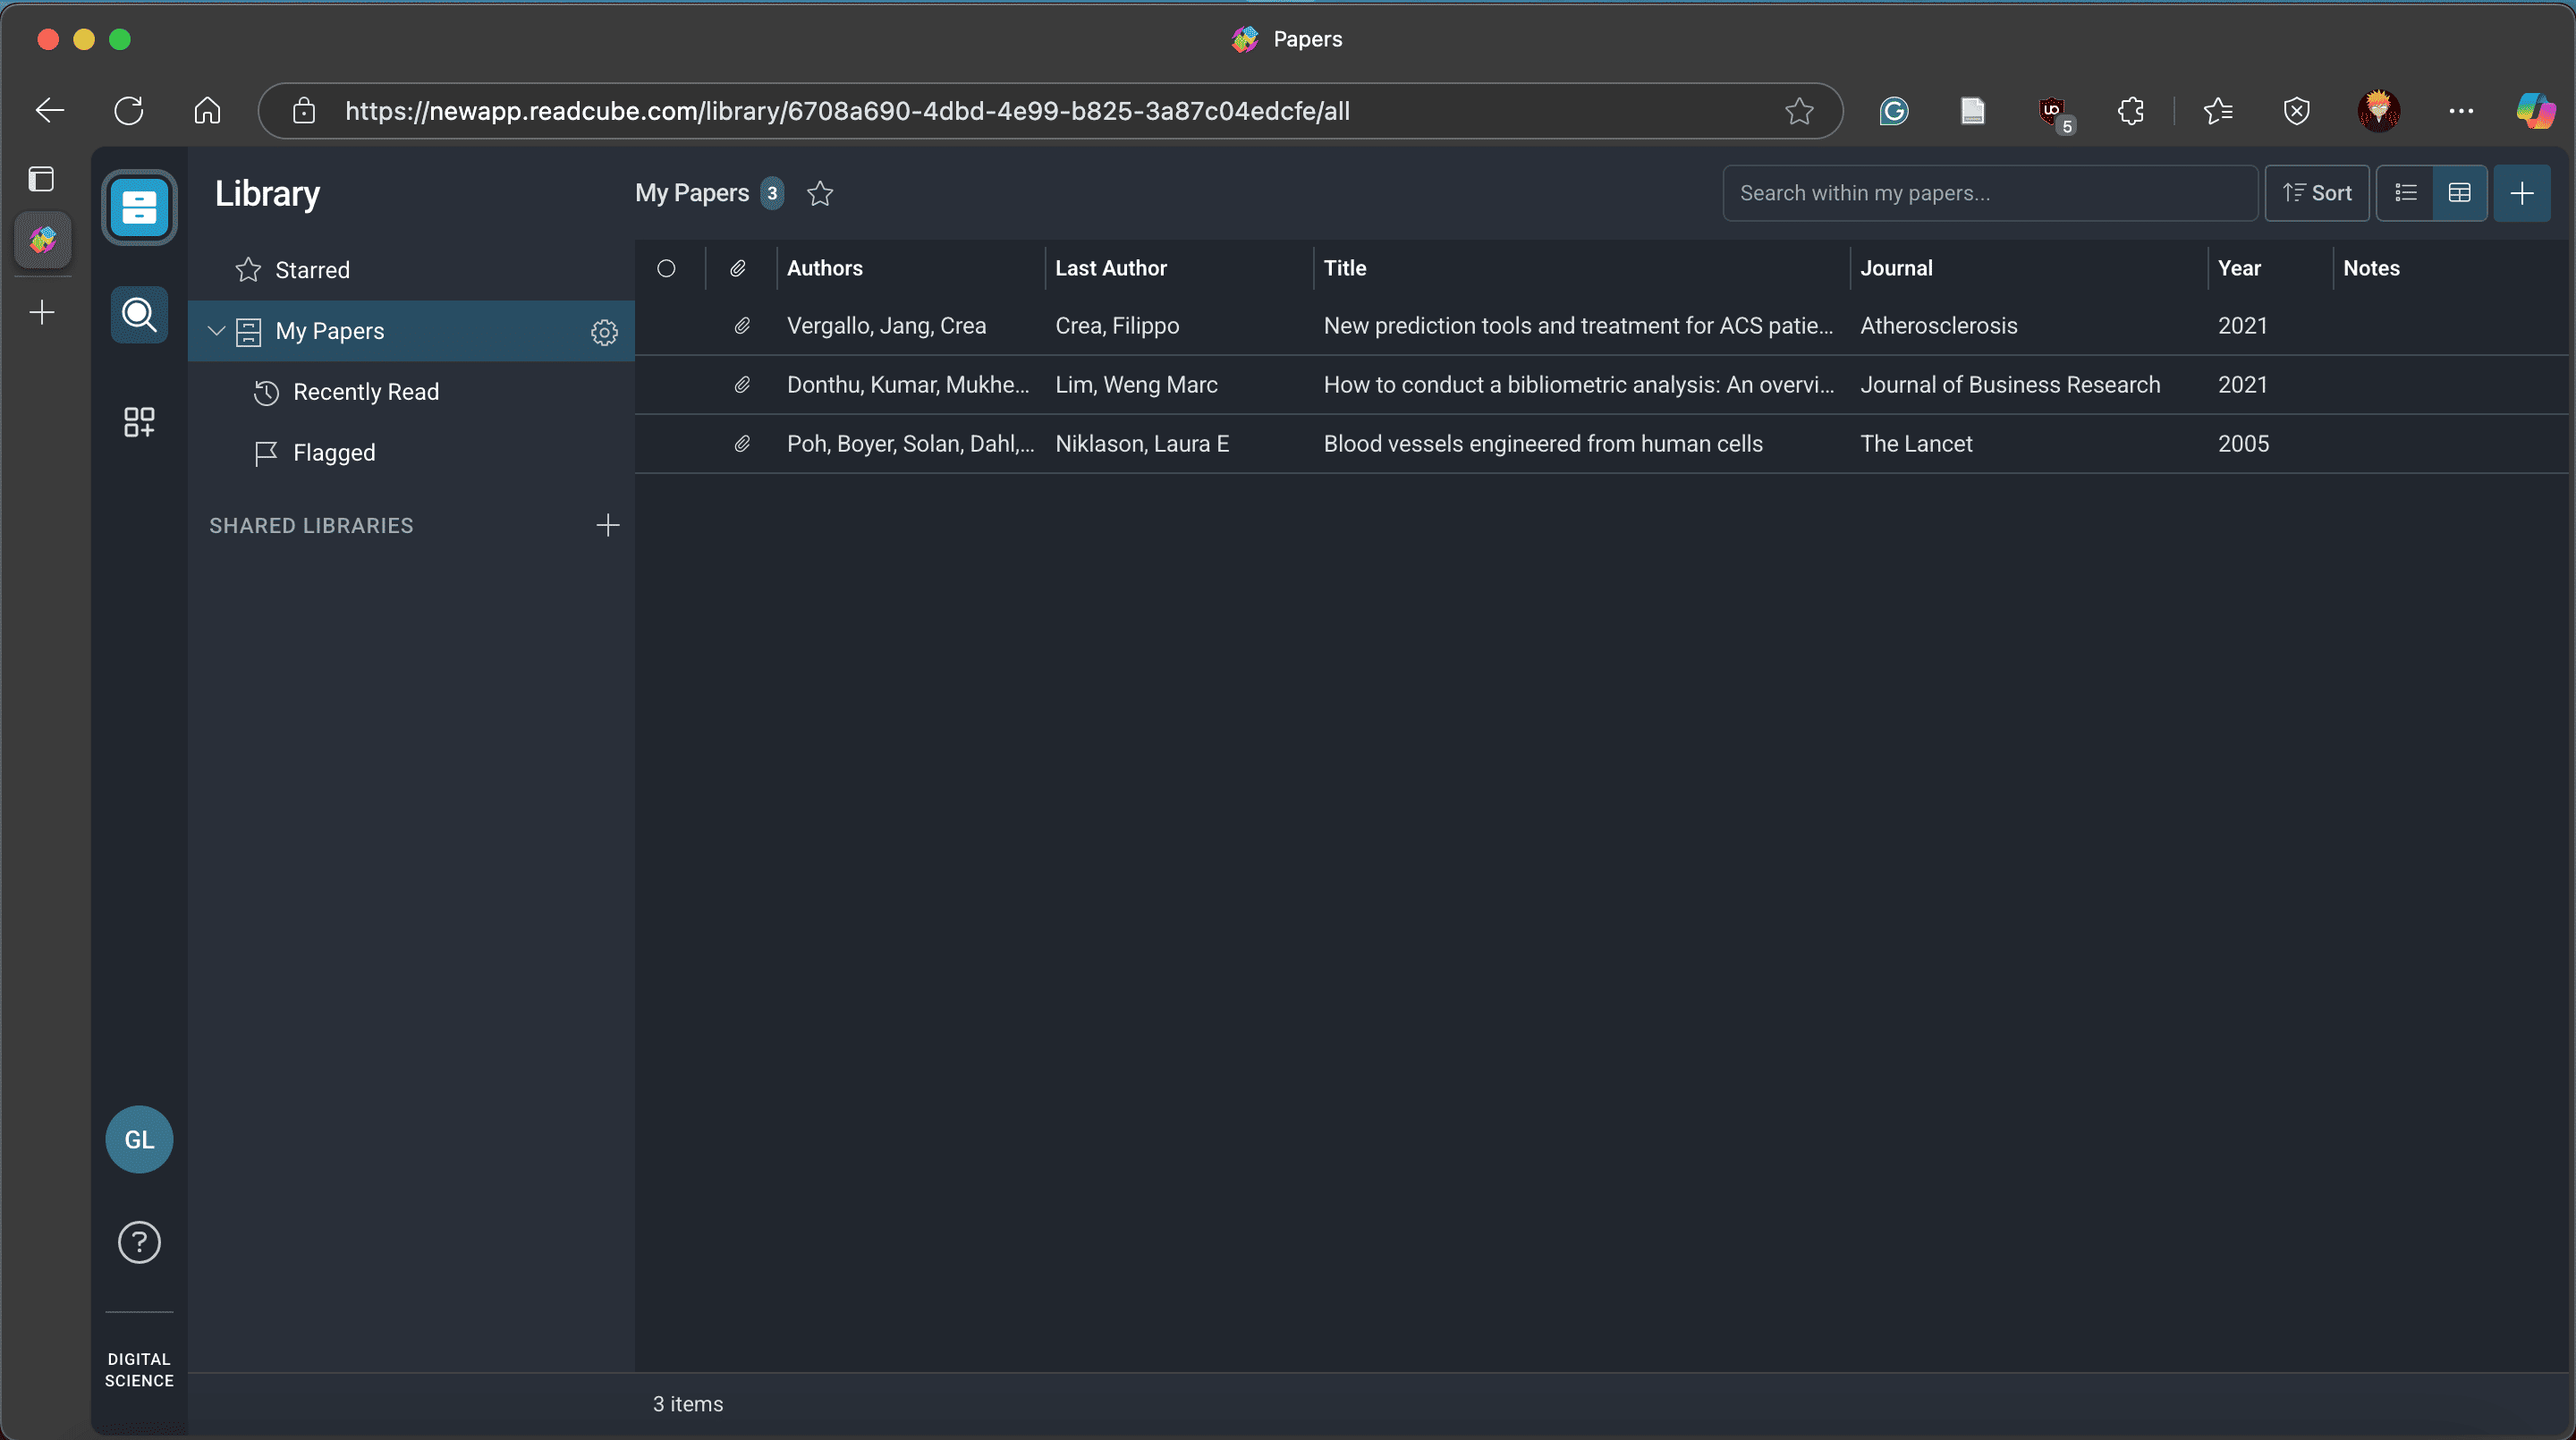 Papers
https://newapp.readcube.com/library/6708a690-4dbd-4e99-b825-3a87c04edcfe/all
5
Library
My Papers 3
Search within my papers...
Sort
Starred
My Papers
Recently Read
Flagged
SHARED LIBRARIES
Authors Last Author Title Journal Year Notes
Vergallo, Jang, Crea Crea, Filippo New prediction tools and treatment for ACS patie... Atherosclerosis 2021
Donthu, Kumar, Mukhe... Lim, Weng Marc How to conduct a bibliometric analysis: An overvi... Journal of Business Research 2021
Poh, Boyer, Solan, Dahl,... Niklason, Laura E Blood vessels engineered from human cells The Lancet 2005
GL
?
DIGITAL
SCIENCE
3 items